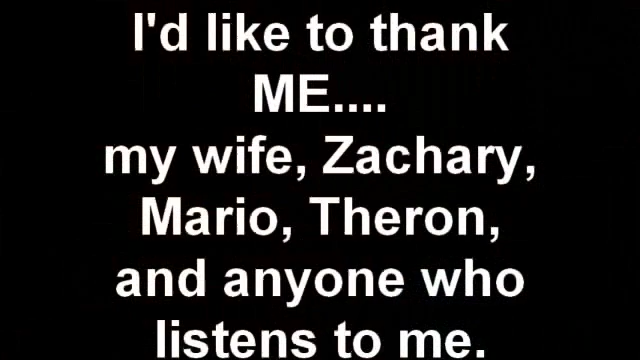 I'd like to thank
ME....
my wife, Zachary,
Mario, Theron,
and anyone who
listens to me.